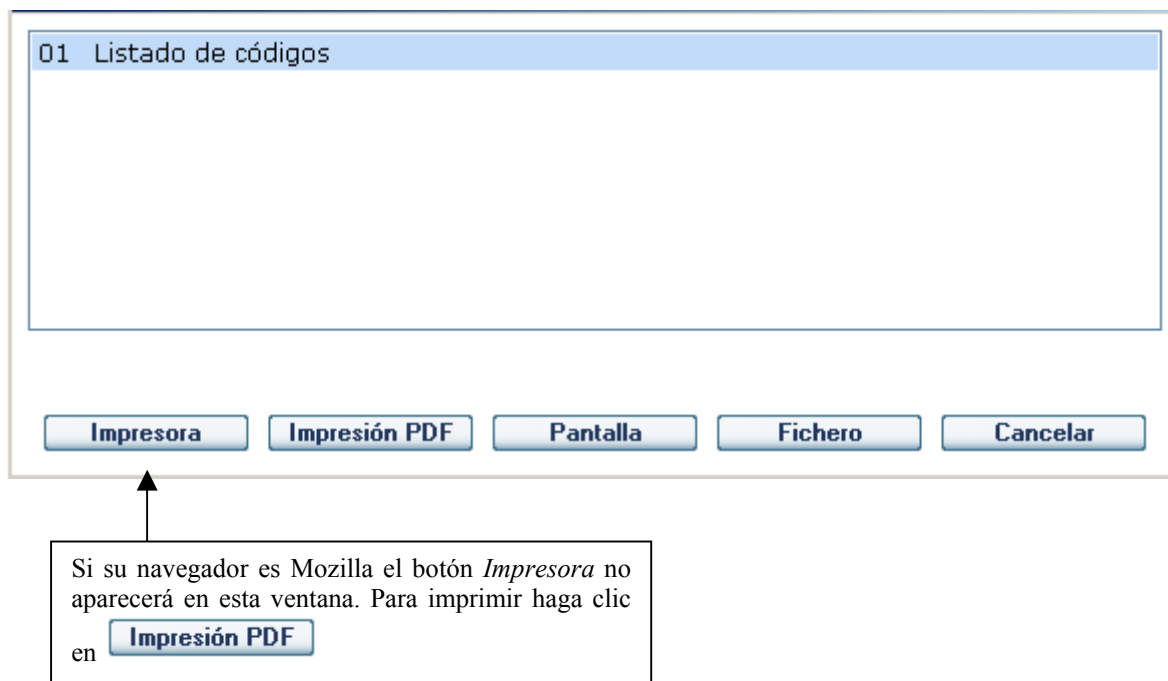 01 Listado de códigos
Impresora Impresión PDF Pantalla Fichero Cancelar
Si su navegador es Mozilla el botón Impresora no
aparecerá en esta ventana. Para imprimir haga clic
en Impresión PDF